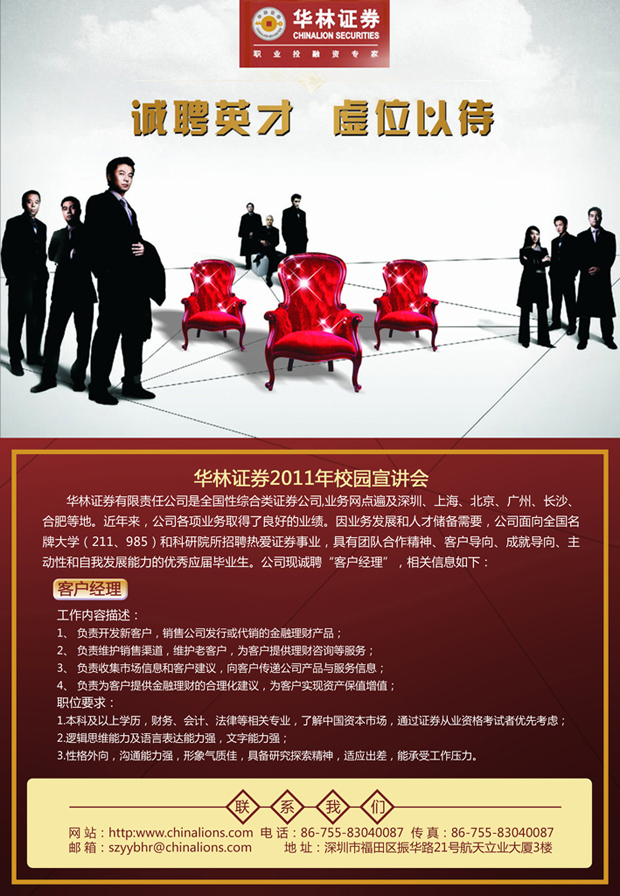 华林证券
CHINALION SECURITIES
职业投融资专家
诚聘英才 虚位以待
华林证券2011年校园宣讲会
华林证券有限责任公司是全国性综合类证券公司,业务网点遍及深圳、上海、北京、广州、长沙、
合肥等地。近年来，公司各项业务取得了良好的业绩。因业务发展和人才储备需要，公司面向全国名
牌大学（211、985）和科研院所招聘热爱证券事业，具有团队合作精神、客户导向、成就导向、主
动性和自我发展能力的优秀应届毕业生。公司现诚聘“客户经理”，相关信息如下：
客户经理
工作内容描述：
1、 负责开发新客户，销售公司发行或代销的金融理财产品；
2、 负责维护销售渠道，维护老客户，为客户提供理财咨询等服务；
3、 负责收集市场信息和客户建议，向客户传递公司产品与服务信息；
4、 负责为客户提供金融理财的合理化建议，为客户实现资产保值增值；
职位要求：
1.本科及以上学历，财务、会计、法律等相关专业，了解中国资本市场，通过证券从业资格考试者优先考虑；
2.逻辑思维能力及语言表达能力强，文字能力强；
3.性格外向，沟通能力强，形象气质佳，具备研究探索精神，适应出差，能承受工作压力。
联系我们
网 站：http:www.chinalions.com 电 话：86-755-83040087 传 真：86-755-83040087
邮 箱：szyybhr@chinalions.com 地 址：深圳市福田区振华路21号航天立业大厦3楼